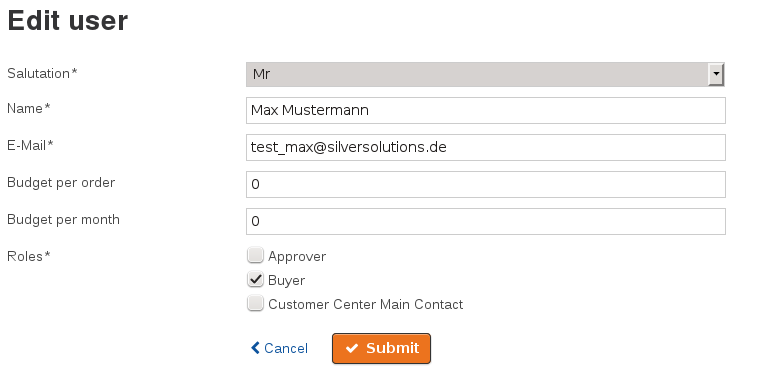 Edit user
Salutation* Mr
Name* Max Mustermann
E-Mail* test_max@silversolutions.de
Budget per order 0
Budget per month 0
Roles* Approver
Buyer
Customer Center Main Contact
Cancel Submit